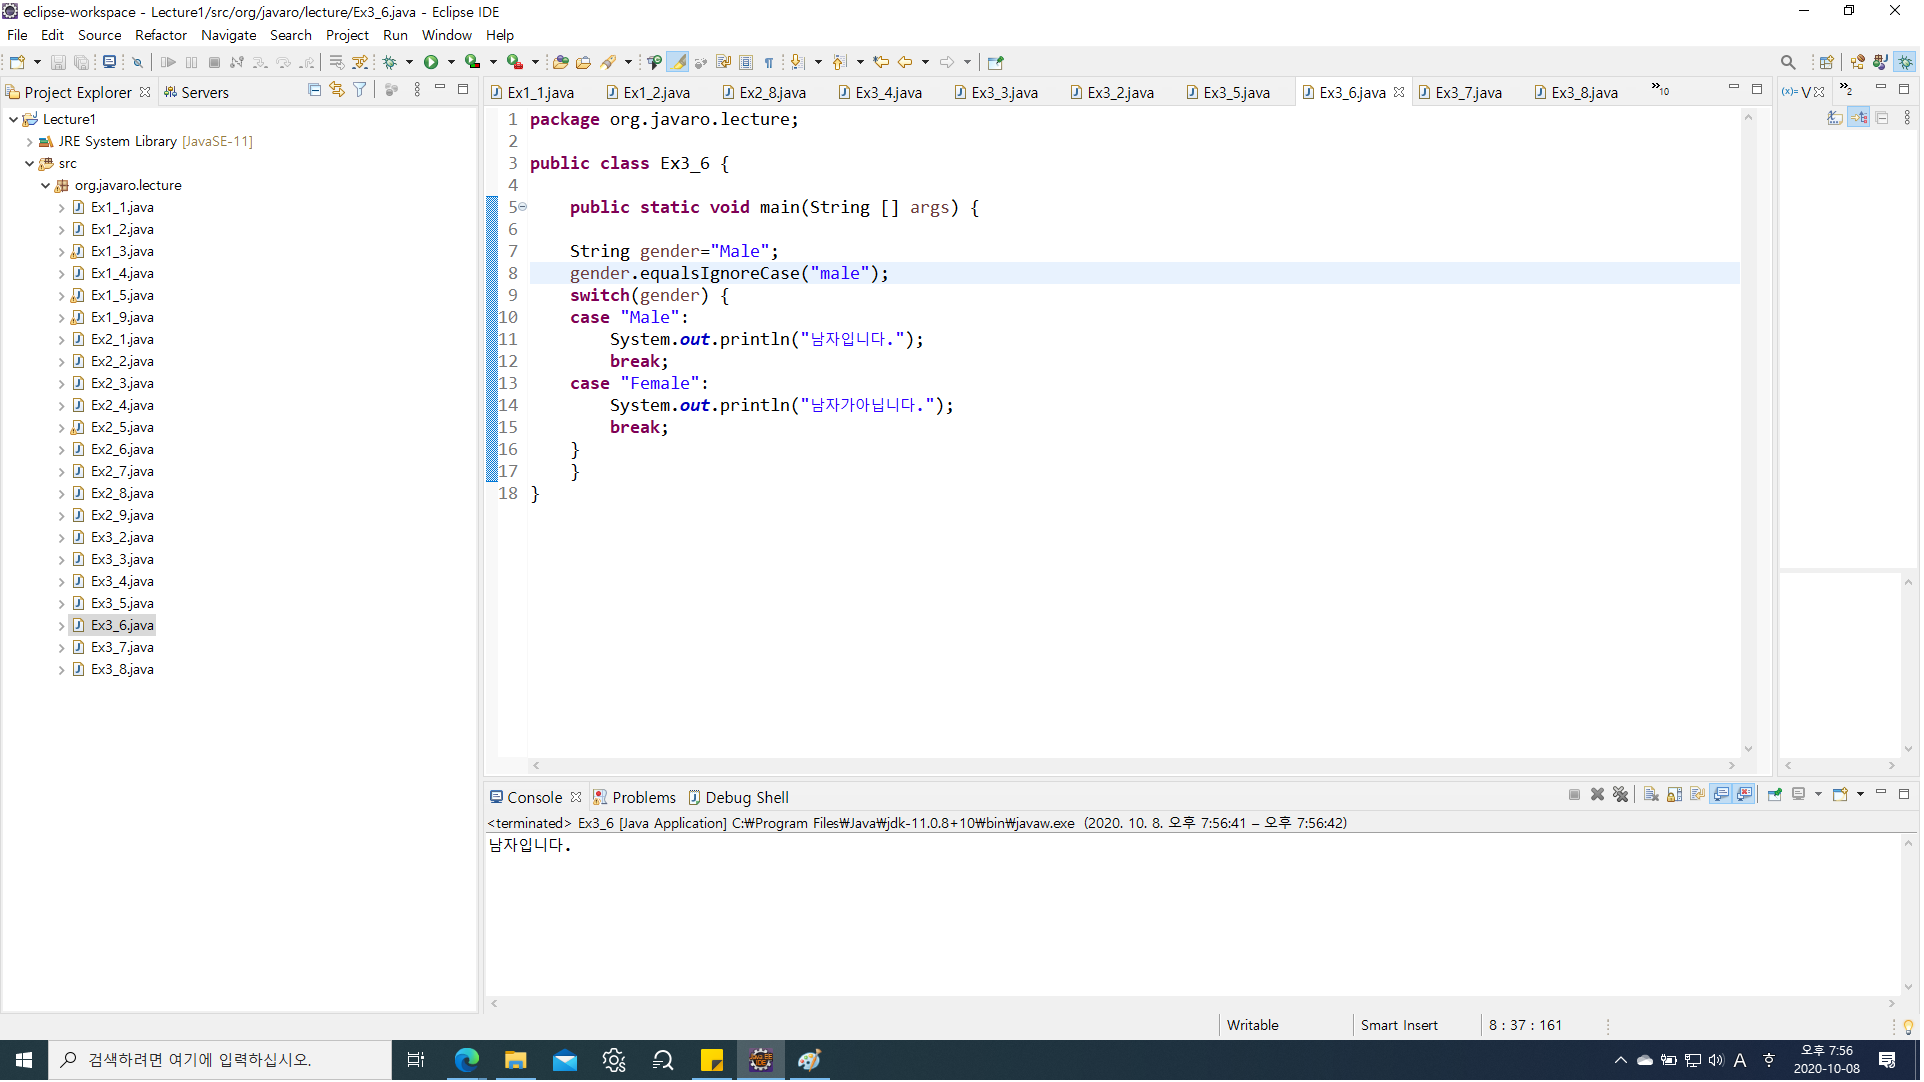 eclipse-workspace - Lecture1/src/org/javaro/lecture/Ex3_6.java - Eclipse IDE
File Edit Source Refactor Navigate Search Project Run Window Help
Project Explorer Servers
Lecture1
JRE System Library [JavaSE-11]
src
org.javaro.lecture
Ex1_1.java
Ex1_2.java
Ex1_3.java
Ex1_4.java
Ex1_5.java
Ex1_9.java
Ex2_1.java
Ex2_2.java
Ex2_3.java
Ex2_4.java
Ex2_5.java
Ex2_6.java
Ex2_7.java
Ex2_8.java
Ex2_9.java
Ex3_2.java
Ex3_3.java
Ex3_4.java
Ex3_5.java
Ex3_6.java
Ex3_7.java
Ex3_8.java
Ex1_1.java Ex1_2.java Ex2_8.java Ex3_4.java Ex3_3.java Ex3_2.java Ex3_5.java Ex3_6.java Ex3_7.java Ex3_8.java »10
(x)= V »2
1 package org.javaro.lecture;
2
3 public class Ex3_6 {
4
5 public static void main(String [] args) {
6
7 String gender="Male";
8 gender.equalsIgnoreCase("male");
9 switch(gender) {
10 case "Male":
11 System.out.println("남자입니다.");
12 break;
13 case "Female":
14 System.out.println("남자가아닙니다.");
15 break;
16 }
17 }
18 }
Console Problems Debug Shell
<terminated> Ex3_6 [Java Application] C:₩Program Files₩Java₩jdk-11.0.8+10₩bin₩javaw.exe (2020. 10. 8. 오후 7:56:41 – 오후 7:56:42)
남자입니다.
Writable Smart Insert 8 : 37 : 161
검색하려면 여기에 입력하십시오.
A 오후 7:56
2020-10-08